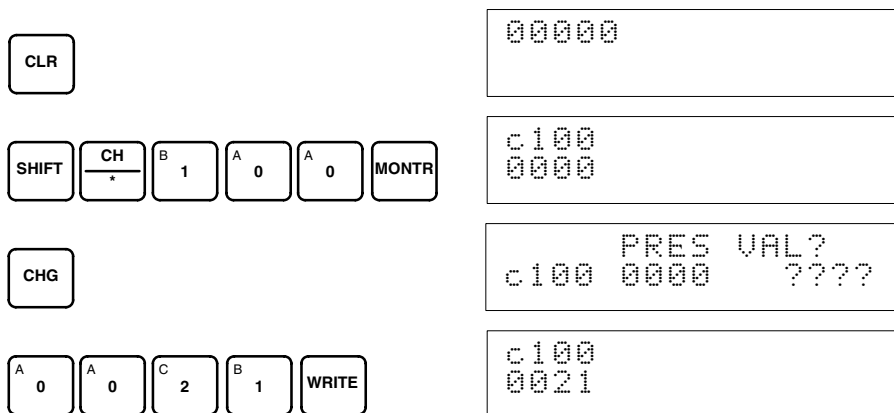 CLR
00000
SHIFT CH * B 1 A 0 A 0 MONTR
c100
0000
CHG
PRES VAL?
c100 0000 ????
A 0 A 0 C 2 B 1 WRITE
c100
0021